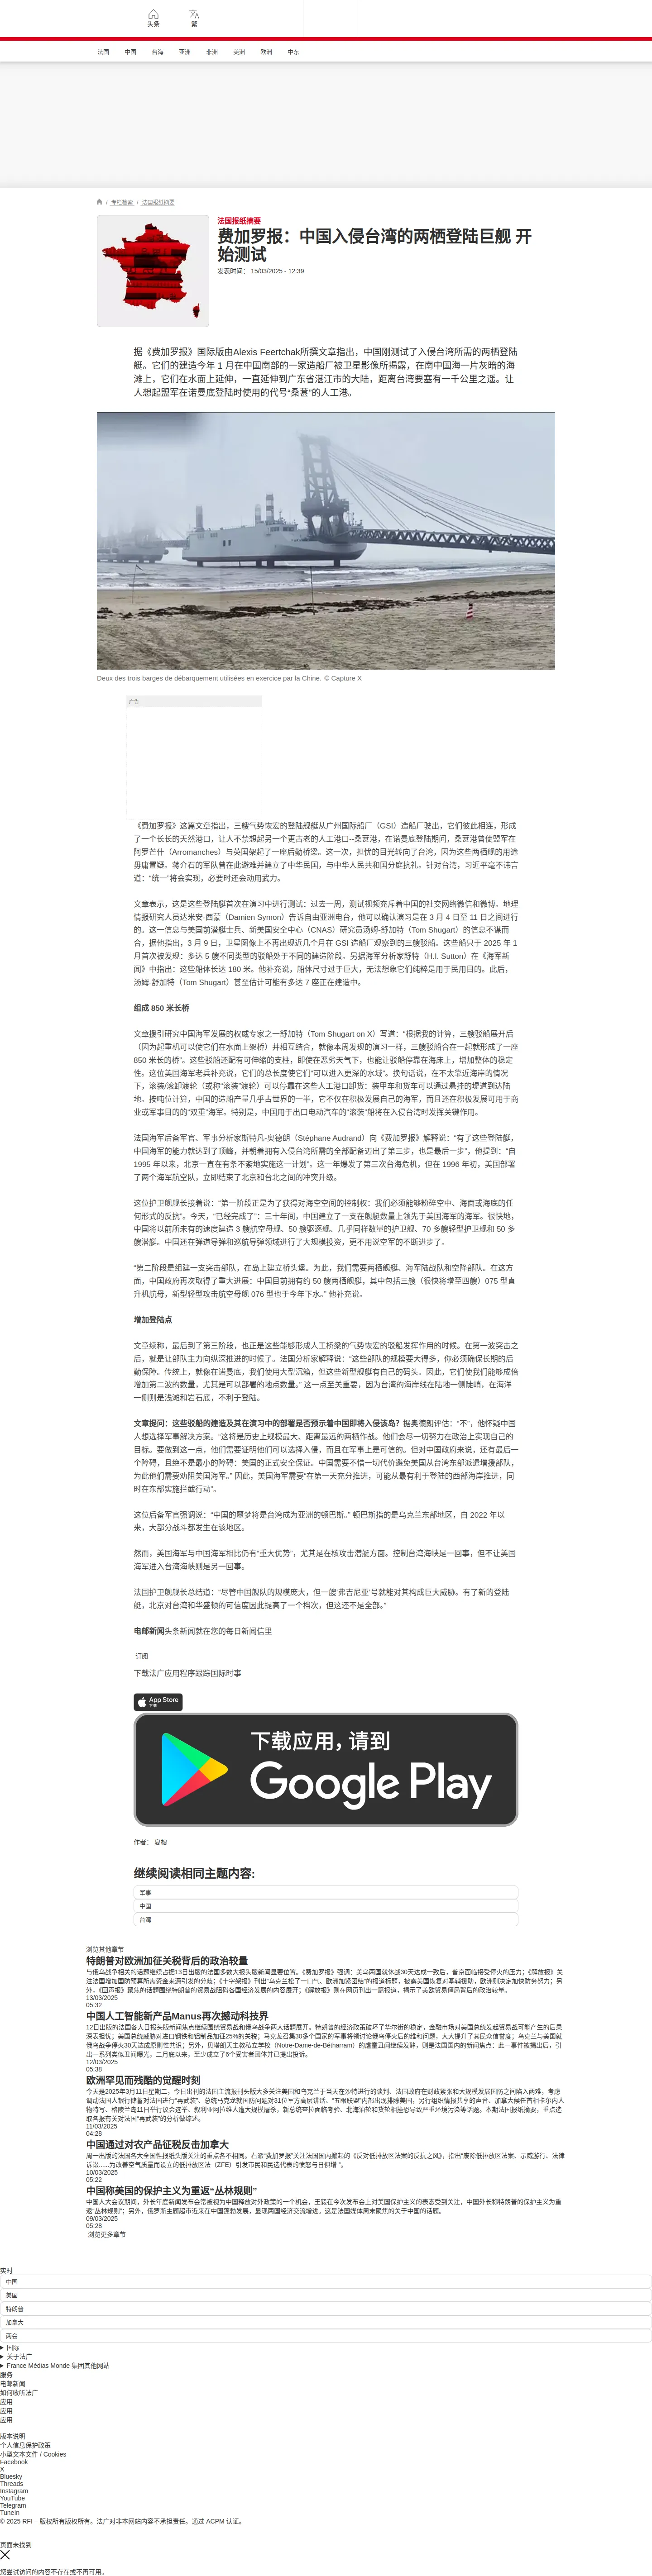 头条
繁
法国
中国
台海
亚洲
非洲
美洲
欧洲
中东
/ 专栏检索 / 法国报纸摘要
法国报纸摘要
费加罗报：中国入侵台湾的两栖登陆巨舰 开
始测试
发表时间： 15/03/2025 - 12:39
据《费加罗报》国际版由Alexis Feertchak所撰文章指出，中国刚测试了入侵台湾所需的两栖登陆
艇。它们的建造今年 1 月在中国南部的一家造船厂被卫星影像所揭露，在南中国海一片灰暗的海
滩上，它们在水面上延伸，一直延伸到广东省湛江市的大陆，距离台湾要塞有一千公里之遥。让
人想起盟军在诺曼底登陆时使用的代号“桑葚”的人工港。
Deux des trois barges de débarquement utilisées en exercice par la Chine. © Capture X
广告
《费加罗报》这篇文章指出，三艘气势恢宏的登陆舰艇从广州国际船厂（GSI）造船厂驶出，它们彼此相连，形成
了一个长长的天然港口，让人不禁想起另一个更古老的人工港口--桑葚港，在诺曼底登陆期间，桑葚港曾使盟军在
阿罗芒什（Arromanches）与英国架起了一座后勤桥梁。这一次，担忧的目光转向了台湾，因为这些两栖舰的用途
毋庸置疑。蒋介石的军队曾在此避难并建立了中华民国，与中华人民共和国分庭抗礼。针对台湾，习近平毫不讳言
道：“统一”将会实现，必要时还会动用武力。
文章表示，这是这些登陆艇首次在演习中进行测试：过去一周，测试视频充斥着中国的社交网络微信和微博。地理
情报研究人员达米安-西蒙（Damien Symon）告诉自由亚洲电台，他可以确认演习是在 3 月 4 日至 11 日之间进行
的。这一信息与美国前潜艇士兵、新美国安全中心（CNAS）研究员汤姆-舒加特（Tom Shugart）的信息不谋而
合，据他指出，3 月 9 日，卫星图像上不再出现近几个月在 GSI 造船厂观察到的三艘驳船。这些船只于 2025 年 1
月首次被发现：多达 5 艘不同类型的驳船处于不同的建造阶段。另据海军分析家舒特（H.I. Sutton）在《海军新
闻》中指出：这些船体长达 180 米。他补充说，船体尺寸过于巨大，无法想象它们纯粹是用于民用目的。此后，
汤姆-舒加特（Tom Shugart）甚至估计可能有多达 7 座正在建造中。
组成 850 米长桥
文章援引研究中国海军发展的权威专家之一舒加特（Tom Shugart on X）写道：“根据我的计算，三艘驳船展开后
（因为起重机可以使它们在水面上架桥）并相互结合，就像本周发现的演习一样，三艘驳船合在一起就形成了一座
850 米长的桥”。这些驳船还配有可伸缩的支柱，即使在恶劣天气下，也能让驳船停靠在海床上，增加整体的稳定
性。这位美国海军老兵补充说，它们的总长度使它们“可以进入更深的水域”。换句话说，在不太靠近海岸的情况
下，滚装/滚卸渡轮（或称“滚装”渡轮）可以停靠在这些人工港口卸货：装甲车和货车可以通过悬挂的堤道到达陆
地。按吨位计算，中国的造船产量几乎占世界的一半，它不仅在积极发展自己的海军，而且还在积极发展可用于商
业或军事目的的“双重”海军。特别是，中国用于出口电动汽车的“滚装”船将在入侵台湾时发挥关键作用。
法国海军后备军官、军事分析家斯特凡-奥德朗（Stéphane Audrand）向《费加罗报》解释说：“有了这些登陆艇，
中国海军的能力就达到了顶峰，并朝着拥有入侵台湾所需的全部配备迈出了第三步，也是最后一步”，他提到：“自
1995 年以来，北京一直在有条不紊地实施这一计划”。这一年爆发了第三次台海危机，但在 1996 年初，美国部署
了两个海军航空队，立即结束了北京和台北之间的冲突升级。
这位护卫舰舰长接着说：“第一阶段正是为了获得对海空空间的控制权：我们必须能够粉碎空中、海面或海底的任
何形式的反抗”。今天，“已经完成了”：三十年间，中国建立了一支在舰艇数量上领先于美国海军的海军。很快地，
中国将以前所未有的速度建造 3 艘航空母舰、50 艘驱逐舰、几乎同样数量的护卫舰、70 多艘轻型护卫舰和 50 多
艘潜艇。中国还在弹道导弹和巡航导弹领域进行了大规模投资，更不用说空军的不断进步了。
“第二阶段是组建一支突击部队，在岛上建立桥头堡。为此，我们需要两栖舰艇、海军陆战队和空降部队。在这方
面，中国政府再次取得了重大进展：中国目前拥有约 50 艘两栖舰艇，其中包括三艘（很快将增至四艘）075 型直
升机航母，新型轻型攻击航空母舰 076 型也于今年下水。” 他补充说。
增加登陆点
文章续称，最后到了第三阶段，也正是这些能够形成人工桥梁的气势恢宏的驳船发挥作用的时候。在第一波突击之
后，就是让部队主力向纵深推进的时候了。法国分析家解释说：“这些部队的规模要大得多，你必须确保长期的后
勤保障。传统上，就像在诺曼底，我们使用大型沉箱，但这些新型舰艇有自己的码头。因此，它们使我们能够成倍
增加第二波的数量，尤其是可以部署的地点数量。” 这一点至关重要，因为台湾的海岸线在陆地一侧陡峭，在海洋
一侧则是浅滩和岩石底，不利于登陆。
文章提问：这些驳船的建造及其在演习中的部署是否预示着中国即将入侵该岛？据奥德朗评估：“不”，他怀疑中国
人想选择军事解决方案。“这将是历史上规模最大、距离最远的两栖作战。他们会尽一切努力在政治上实现自己的
目标。要做到这一点，他们需要证明他们可以选择入侵，而且在军事上是可信的。但对中国政府来说，还有最后一
个障碍，且绝不是最小的障碍：美国的正式安全保证。中国需要不惜一切代价避免美国从台湾东部派遣增援部队，
为此他们需要劝阻美国海军。” 因此，美国海军需要“在第一天充分推进，可能从最有利于登陆的西部海岸推进，同
时在东部实施拦截行动”。
这位后备军官强调说：“中国的噩梦将是台湾成为亚洲的顿巴斯。” 顿巴斯指的是乌克兰东部地区，自 2022 年以
来，大部分战斗都发生在该地区。
然而，美国海军与中国海军相比仍有“重大优势”，尤其是在核攻击潜艇方面。控制台湾海峡是一回事，但不让美国
海军进入台湾海峡则是另一回事。
法国护卫舰舰长总结道：“尽管中国舰队的规模庞大，但一艘‘弗吉尼亚’号就能对其构成巨大威胁。有了新的登陆
艇，北京对台湾和华盛顿的可信度因此提高了一个档次，但这还不是全部。”
电邮新闻头条新闻就在您的每日新闻信里
订阅
下载法广应用程序跟踪国际时事
App Store
下载
下载应用，请到
Google Play
作者： 夏榕
继续阅读相同主题内容:
军事
中国
台湾
浏览其他章节
特朗普对欧洲加征关税背后的政治较量
与俄乌战争相关的话题继续占据13日出版的法国多数大报头版新闻显要位置。《费加罗报》强调：美乌两国就休战30天达成一致后，普京面临接受停火的压力；《解放报》关
注法国增加国防预算所需资金来源引发的分歧；《十字架报》刊出“乌克兰松了一口气、欧洲加紧团结”的报道标题，披露美国恢复对基辅援助，欧洲则决定加快防务努力；另
外，《回声报》聚焦的话题围绕特朗普的贸易战阻碍各国经济发展的内容展开；《解放报》则在网页刊出一篇报道，揭示了美欧贸易僵局背后的政治较量。
13/03/2025
05:32
中国人工智能新产品Manus再次撼动科技界
12日出版的法国各大日报头版新闻焦点继续围绕贸易战和俄乌战争两大话题展开。特朗普的经济政策破坏了华尔街的稳定，金融市场对美国总统发起贸易战可能产生的后果
深表担忧；美国总统威胁对进口钢铁和铝制品加征25%的关税；马克龙召集30多个国家的军事将领讨论俄乌停火后的维和问题，大大提升了其民众信誉度；乌克兰与美国就
俄乌战争停火30天达成原则性共识；另外，贝塔朗天主教私立学校（Notre-Dame-de-Bétharram）的虐童丑闻继续发酵，则是法国国内的新闻焦点：此一事件被揭出后，引
出一系列类似丑闻曝光，二月底以来，至少成立了6个受害者团体并已提出投诉。
12/03/2025
05:38
欧洲罕见而残酷的觉醒时刻
今天是2025年3月11日星期二，今日出刊的法国主流报刊头版大多关注美国和乌克兰于当天在沙特进行的谈判、法国政府在财政紧张和大规模发展国防之间陷入两难，考虑
调动法国人银行储蓄对法国进行“再武装”、总统马克龙就国防问题对31位军方高层讲话、“五眼联盟”内部出现排除美国，另行组织情报共享的声音、加拿大候任首相卡尔内人
物特写、格陵兰岛11日举行议会选举、叙利亚阿拉维人遭大规模屠杀，新总统查拉面临考验、北海油轮和货轮相撞恐导致严重环境污染等话题。本期法国报纸摘要，重点选
取各报有关对法国“再武装”的分析做综述。
11/03/2025
04:28
中国通过对农产品征税反击加拿大
周一出版的法国各大全国性报纸头版关注的重点各不相同。右派“费加罗报”关注法国国内掀起的《反对低排放区法案的反抗之风》，指出“废除低排放区法案、示威游行、法律
诉讼……为改善空气质量而设立的低排放区法（ZFE）引发市民和民选代表的愤怒与日俱增 ”。
10/03/2025
05:22
中国称美国的保护主义为重返“丛林规则”
中国人大会议期间，外长年度新闻发布会常被视为中国释放对外政策的一个机会，王毅在今次发布会上对美国保护主义的表态受到关注，中国外长称特朗普的保护主义为重
返“丛林规则”；另外，俄罗斯主题超市近来在中国蓬勃发展，显现两国经济交流增进。这是法国媒体周末聚焦的关于中国的话题。
09/03/2025
05:28
浏览更多章节
实时
中国
美国
特朗普
加拿大
两会
国际
关于法广
France Médias Monde 集团其他网站
服务
电邮新闻
如何收听法广
应用
应用
应用
版本说明
个人信息保护政策
小型文本文件 / Cookies
Facebook
X
Bluesky
Threads
Instagram
YouTube
Telegram
TuneIn
© 2025 RFI – 版权所有版权所有。法广对非本网站内容不承担责任。通过 ACPM 认证。
页面未找到
您尝试访问的内容不存在或不再可用。